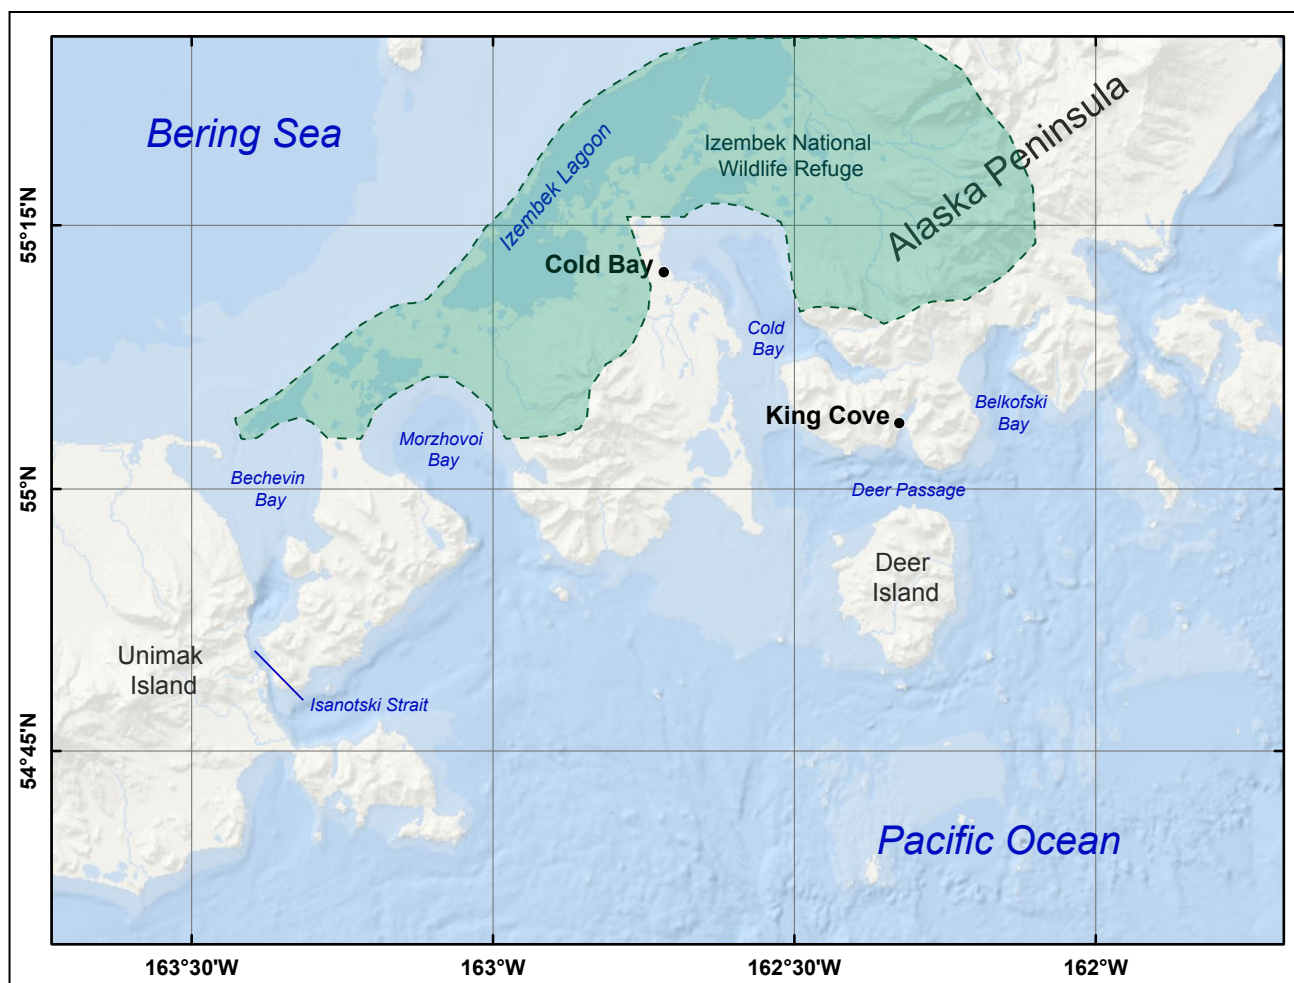 Bering Sea
Izembek Lagoon
Izembek National
Wildlife Refuge
Alaska Peninsula
Cold Bay
Cold
Bay
King Cove
Belkofski
Bay
Morzhovoi
Bay
Bechevin
Bay
Deer Passage
Deer
Island
Unimak
Island
Isanotski Strait
Pacific Ocean
55°15'N
55°N
54°45'N
163°30'W
163°W
162°30'W
162°W